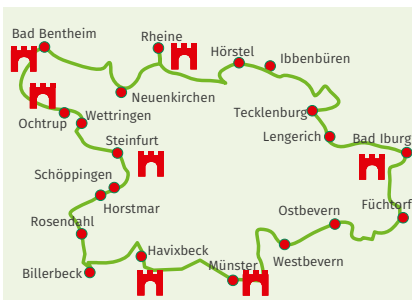 Bad Bentheim
Rheine
Hörstel
Ibbenbüren
Neuenkirchen
Ochtrup
Wettringen
Tecklenburg
Lengerich
Bad Iburg
Steinfurt
Schöppingen
Horstmar
Rosendahl
Ostbevern
Füchtorf
Havixbeck
Münster
Westbevern
Billerbeck